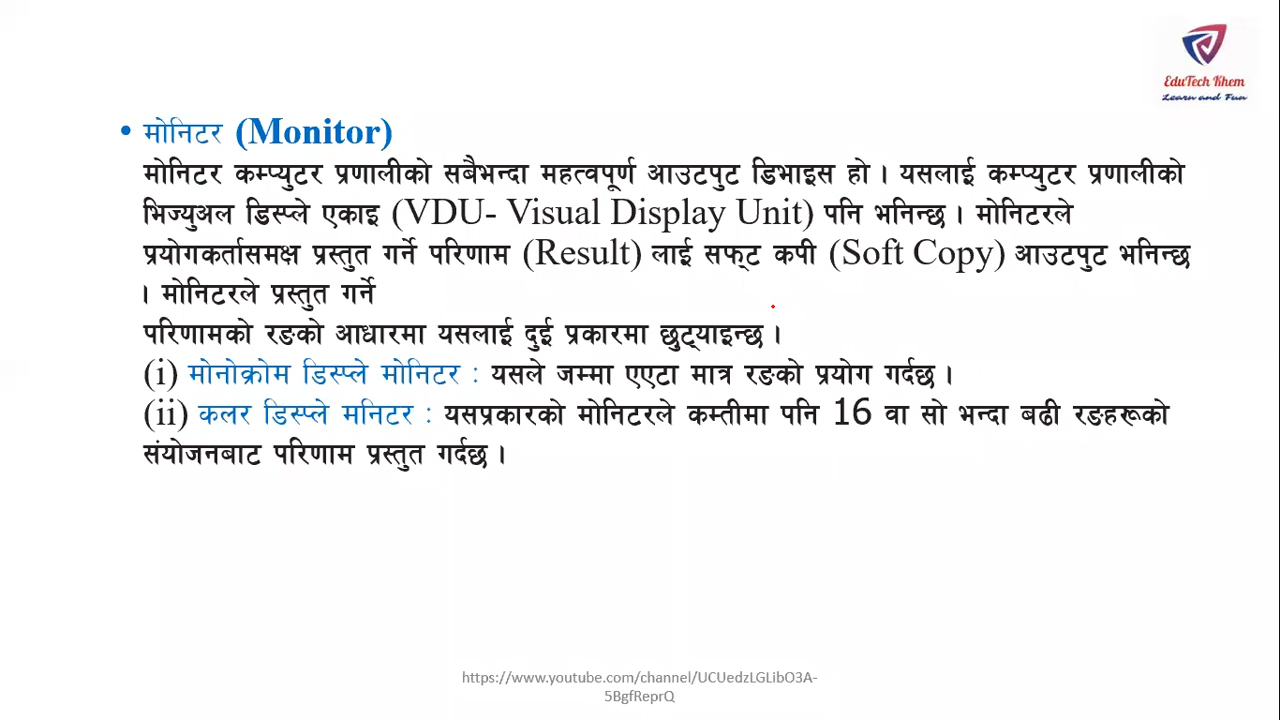 EduTech Khem
Learn and Fun
• मोनिटर (Monitor)
मोनिटर कम्प्युटर प्रणालीको सबैभन्दा महत्वपूर्ण आउटपुट डिभाइस हो । यसलाई कम्प्युटर प्रणालीको
भिज्युअल डिस्प्ले एकाइ (VDU- Visual Display Unit) पनि भनिन्छ । मोनिटरले
प्रयोगकर्तासमक्ष प्रस्तुत गर्ने परिणाम (Result) लाई सफ्ट कपी (Soft Copy) आउटपुट भनिन्छ
। मोनिटरले प्रस्तुत गर्ने
परिणामको रङको आधारमा यसलाई दुई प्रकारमा छुट्याइन्छ ।
(i) मोनोक्रोम डिस्प्ले मोनिटर : यसले जम्मा एएटा मात्र रङको प्रयोग गर्दछ ।
(ii) कलर डिस्प्ले मनिटर : यसप्रकारको मोनिटरले कम्तीमा पनि 16 वा सो भन्दा बढी रङहरूको
संयोजनबाट परिणाम प्रस्तुत गर्दछ ।
https://www.youtube.com/channel/UCUedzLGLibO3A-
5BgfReprQ